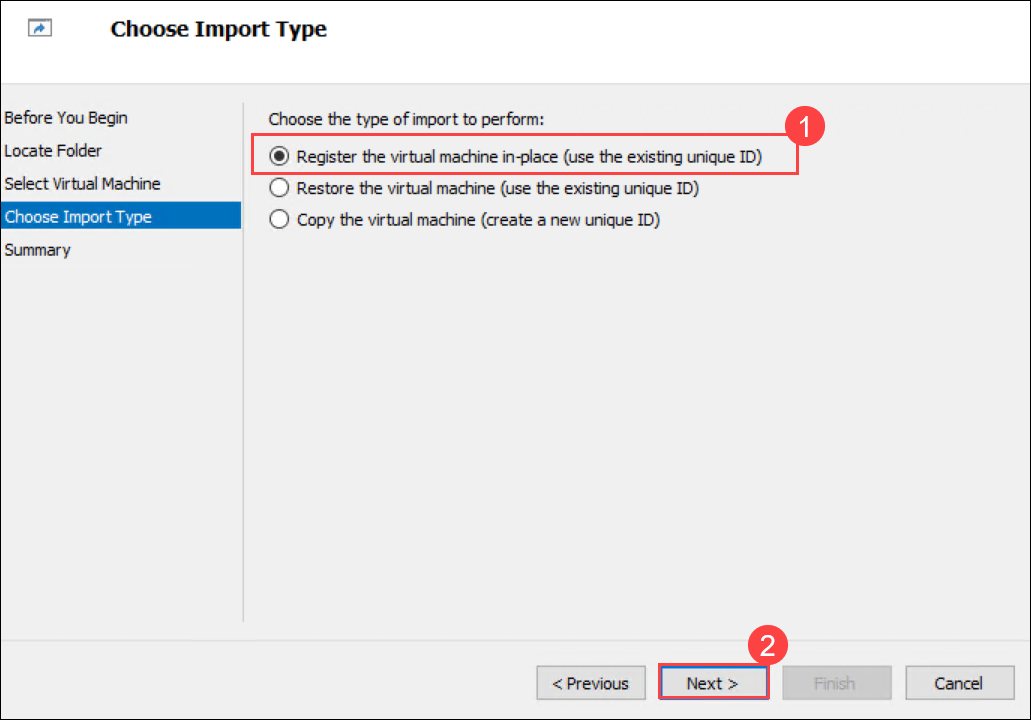 Choose Import Type
Before You Begin
Locate Folder
Select Virtual Machine
Choose Import Type
Summary
Choose the type of import to perform:
1
Register the virtual machine in-place (use the existing unique ID)
Restore the virtual machine (use the existing unique ID)
Copy the virtual machine (create a new unique ID)
2
< Previous
Next >
Finish
Cancel